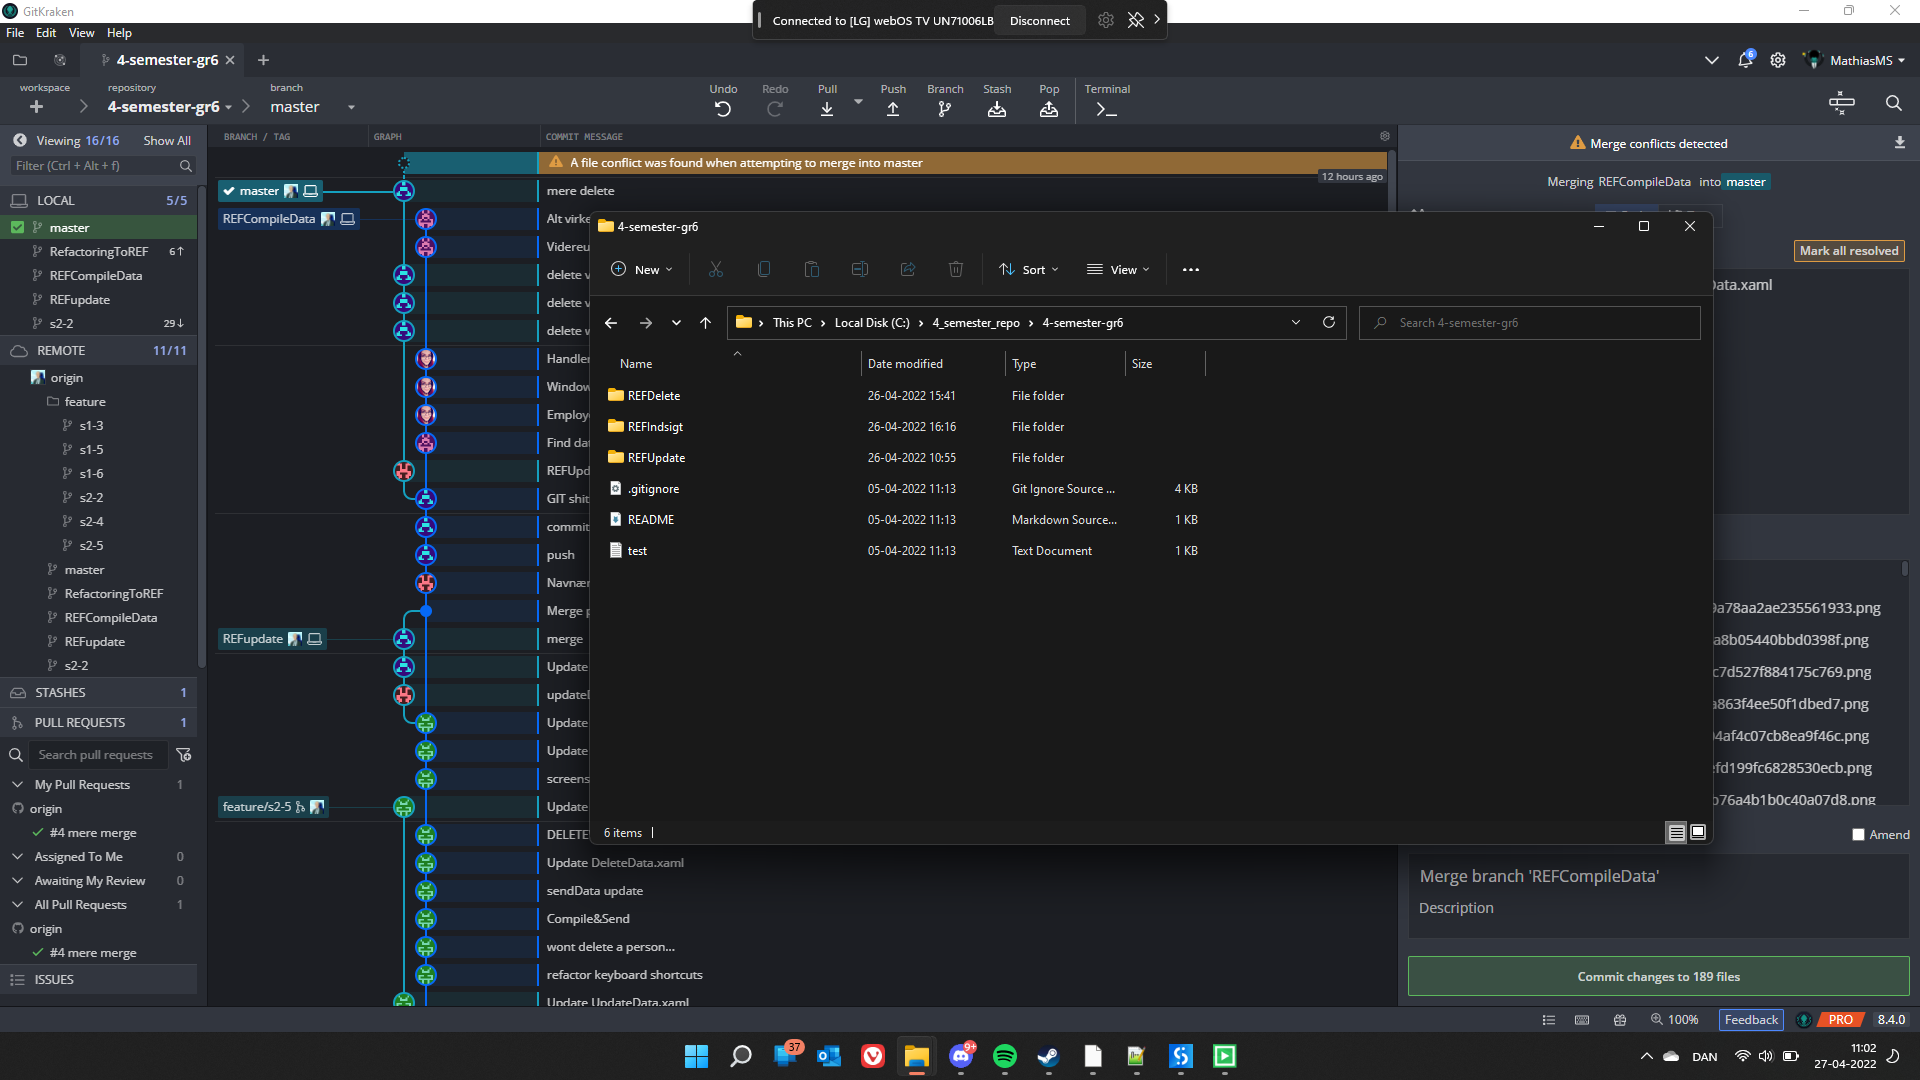 GitKraken
Connected to [LG] webOS TV UN71006LB
Disconnect
File
Edit
View
Help
4-semester-gr6
6
MathiasMS
workspace
repository
4-semester-gr6
branch
master
Undo
Redo
Pull
Push
Branch
Stash
Pop
Terminal
Viewing 16/16
Show All
Filter (Ctrl + Alt + f)
LOCAL
5/5
master
RefactoringToREF
6↑
REFCompileData
REFupdate
s2-2
29↓
REMOTE
11/11
origin
feature
s1-3
s1-5
s1-6
s2-2
s2-4
s2-5
master
RefactoringToREF
REFCompileData
REFupdate
s2-2
STASHES
1
PULL REQUESTS
1
Search pull requests
My Pull Requests
1
origin
#4 mere merge
Assigned To Me
0
Awaiting My Review
0
All Pull Requests
1
origin
#4 mere merge
ISSUES
BRANCH / TAG
GRAPH
COMMIT MESSAGE
A file conflict was found when attempting to merge into master
12 hours ago
master
mere delete
REFCompileData
Alt virke
Videreu
delete v
delete v
delete w
Handler
Window
Employe
Find dat
REFUpd
GIT shit
commit
push
Navnær
Merge p
REFupdate
merge
Update
updateD
Update
Update
screens
feature/s2-5
Update
DELETE
Update DeleteData.xaml
sendData update
Compile&Send
wont delete a person...
refactor keyboard shortcuts
Update UpdateData.xaml
4-semester-gr6
New
Sort
View
This PC
Local Disk (C:)
4_semester_repo
4-semester-gr6
Search 4-semester-gr6
Name
Date modified
Type
Size
REFDelete
26-04-2022 15:41
File folder
REFIndsigt
26-04-2022 16:16
File folder
REFUpdate
26-04-2022 10:55
File folder
.gitignore
05-04-2022 11:13
Git Ignore Source ...
4 KB
README
05-04-2022 11:13
Markdown Source...
1 KB
test
05-04-2022 11:13
Text Document
1 KB
6 items
Merge conflicts detected
Merging REFCompileData into master
Mark all resolved
Data.xaml
9a78aa2ae235561933.png
a8b05440bbd0398f.png
c7d527f884175c769.png
a863f4ee50f1dbed7.png
04af4c07cb8ea9f46c.png
efd199fc6828530ecb.png
b76a4b1b0c40a07d8.png
Amend
Merge branch 'REFCompileData'
Description
Commit changes to 189 files
100%
Feedback
PRO
8.4.0
37
9+
DAN
11:02
27-04-2022